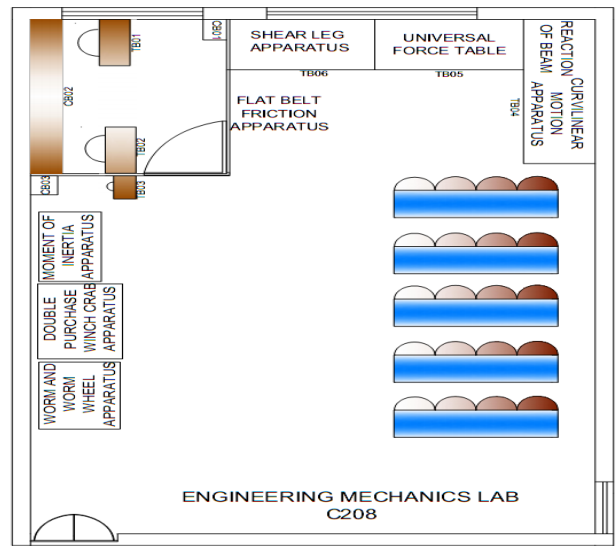 TB01
CB01
SHEAR LEG
APPARATUS
UNIVERSAL
FORCE TABLE
REACTION
OF BEAM
CURVILINEAR
MOTION
APPARATUS
TB06
TB05
TB04
CB02
FLAT BELT
FRICTION
APPARATUS
TB02
CB03
TB03
MOMENT OF
INERTIA
APPARATUS
DOUBLE
PURCHASE
WINCH CRAB
APPARATUS
WORM AND
WORM
WHEEL
APPARATUS
ENGINEERING MECHANICS LAB
C208